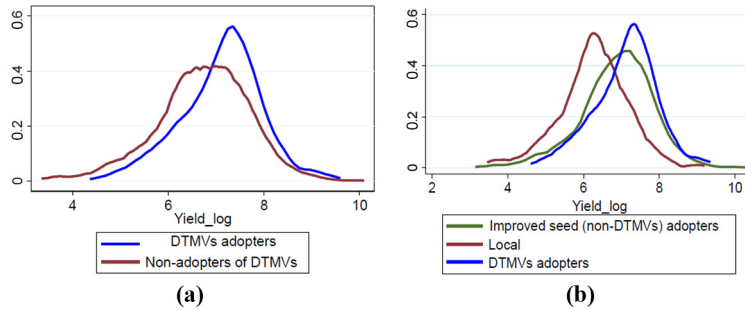 0.6
0.4
0.2
0
4 6 8 10
Yield_log
DTMVs adopters
Non-adopters of DTMVs
(a)
0.6
0.4
0.2
0
2 4 6 8 10
Yield_log
Improved seed (non-DTMVs) adopters
Local
DTMVs adopters
(b)